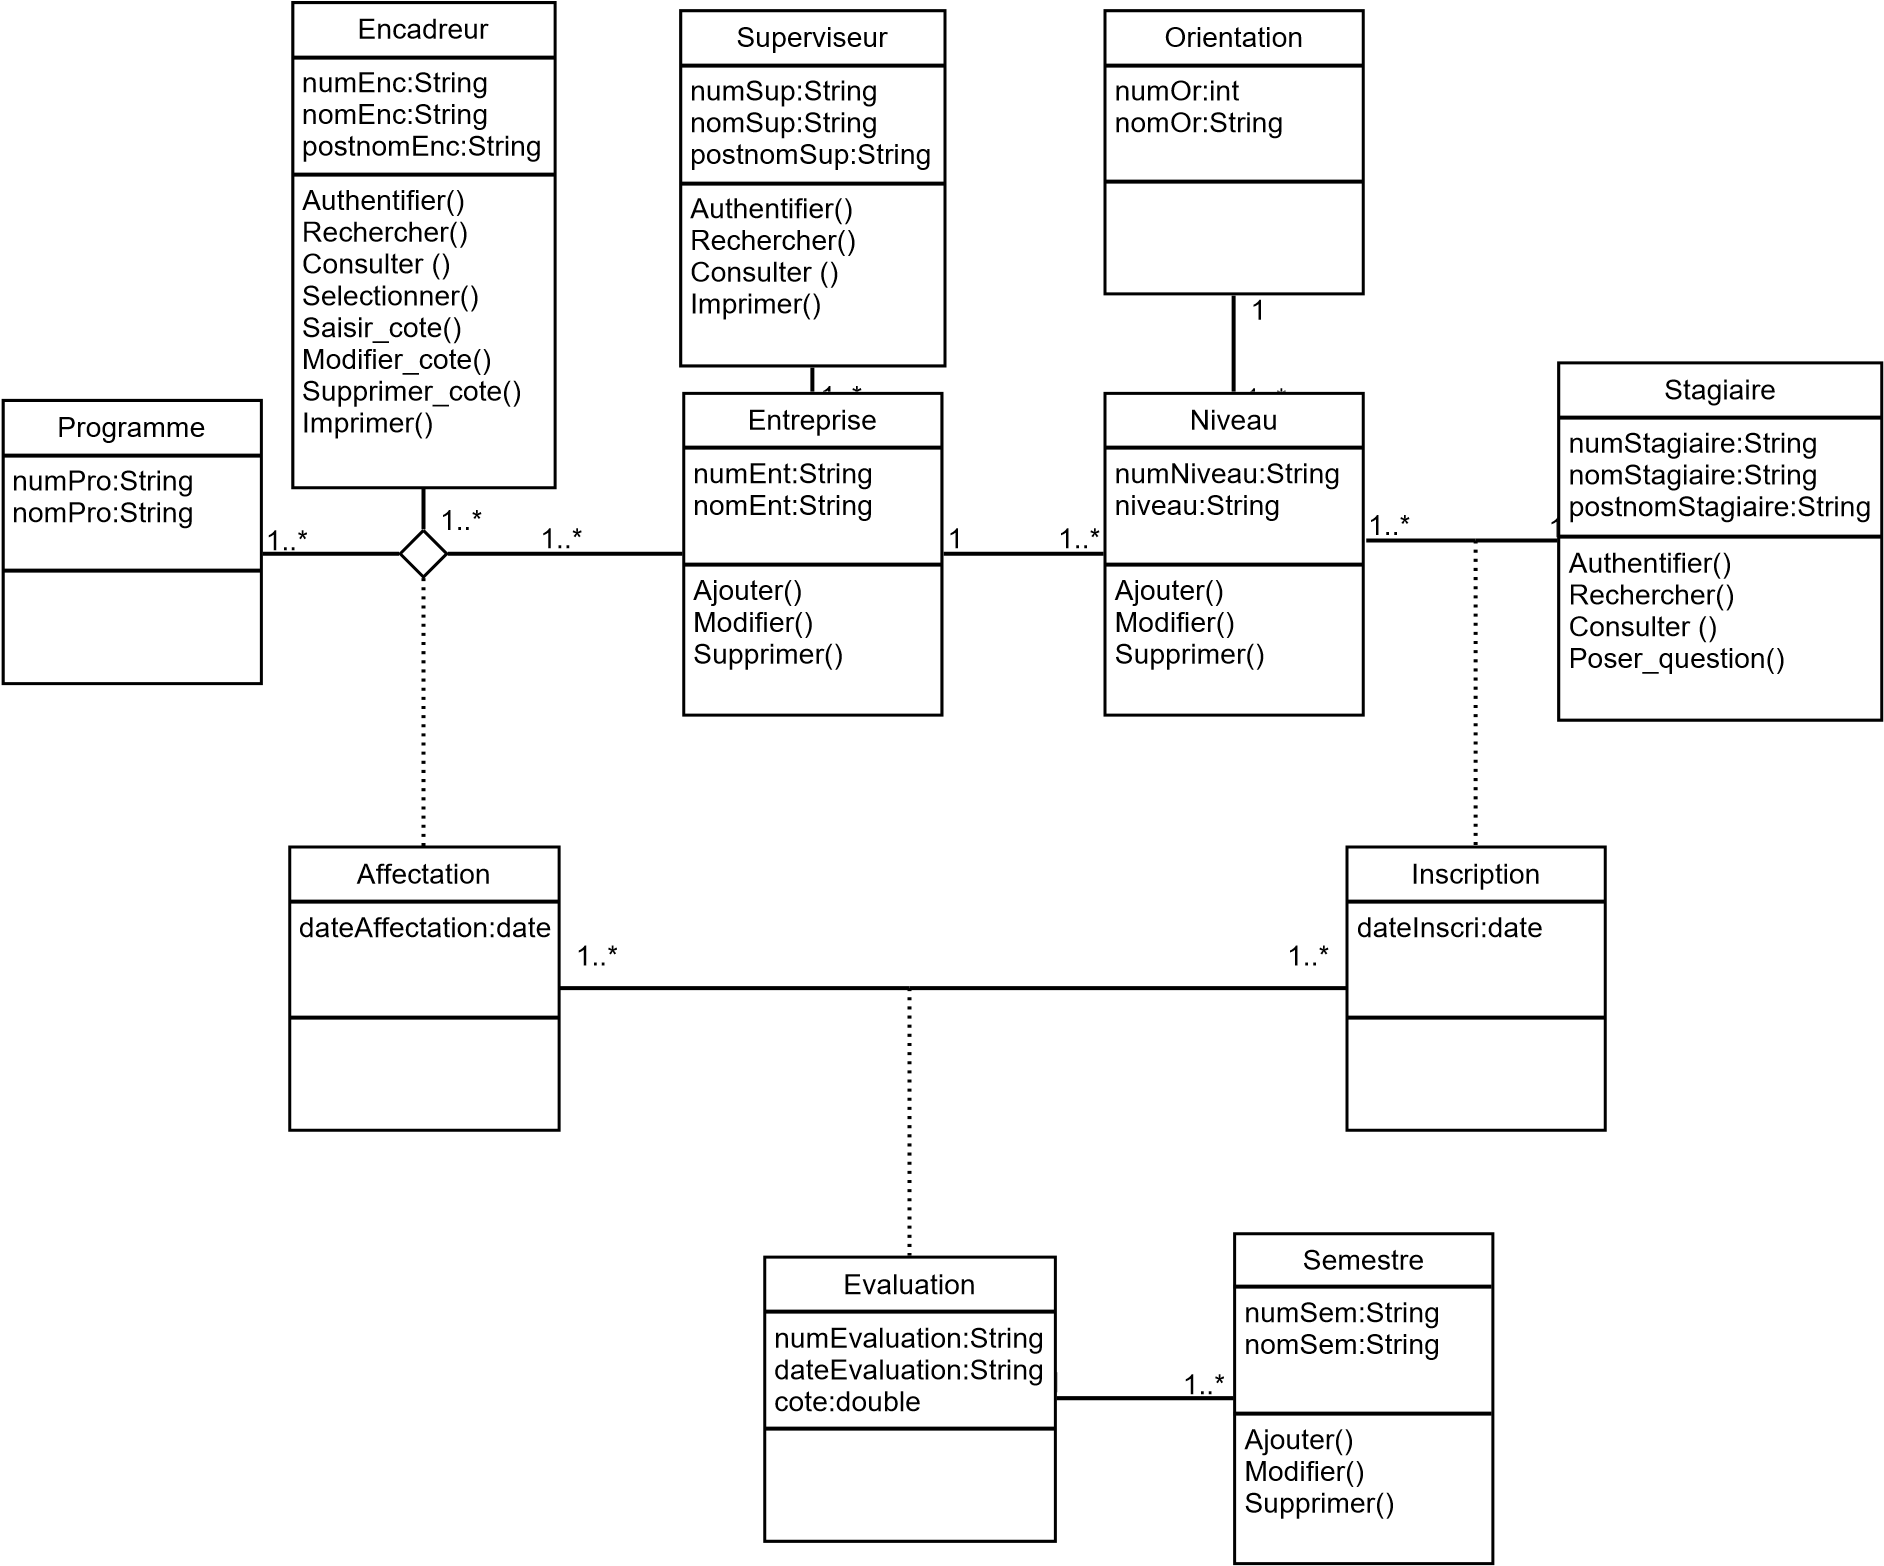 Encadreur
numEnc:String
nomEnc:String
postnomEnc:String
Authentifier()
Rechercher()
Consulter ()
Selectionner()
Saisir_cote()
Modifier_cote()
Supprimer_cote()
Imprimer()
Superviseur
numSup:String
nomSup:String
postnomSup:String
Authentifier()
Rechercher()
Consulter ()
Imprimer()
Orientation
numOr:int
nomOr:String
1
Programme
numPro:String
nomPro:String
1..*
1..*
1..*
Entreprise
numEnt:String
nomEnt:String
Ajouter()
Modifier()
Supprimer()
1
1..*
Niveau
numNiveau:String
niveau:String
Ajouter()
Modifier()
Supprimer()
1..*
Stagiaire
numStagiaire:String
nomStagiaire:String
postnomStagiaire:String
Authentifier()
Rechercher()
Consulter ()
Poser_question()
Affectation
dateAffectation:date
1..*
1..*
Inscription
dateInscri:date
Evaluation
numEvaluation:String
dateEvaluation:String
cote:double
1..*
Semestre
numSem:String
nomSem:String
Ajouter()
Modifier()
Supprimer()